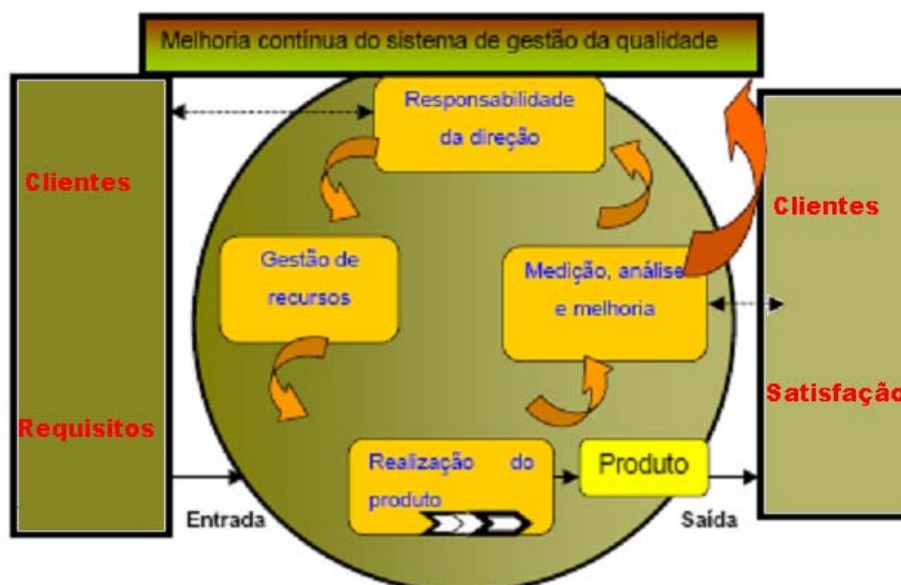 Melhoria contínua do sistema de gestão da qualidade
Responsabilidade
da direção
Clientes
Clientes
Gestão de
recursos
Medição, análise
e melhoria
Requisitos
Satisfação
Realização do
produto
Produto
Entrada
Saída